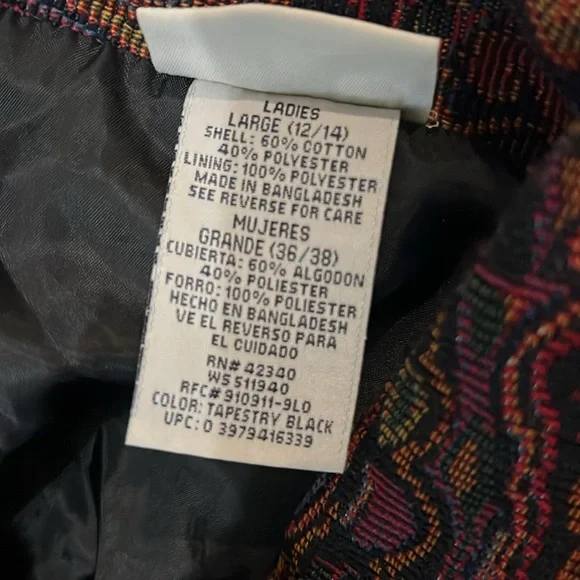 LADIES
LARGE (12/14)
SHELL: 60% COTTON
40% POLYESTER
LINING: 100% POLYESTER
MADE IN BANGLADESH
SEE REVERSE FOR CARE
MUJERES
GRANDE (36/38)
CUBIERTA: 60% ALGODON
40% POLIESTER
FORRO: 100% POLIESTER
HECHO EN BANGLADESH
VE EL REVERSO PARA
EL CUIDADO
RN# 42340
WS511940
RFC# 910911-9L0
COLOR: TAPESTRY BLACK
UPC: 0 3979416339